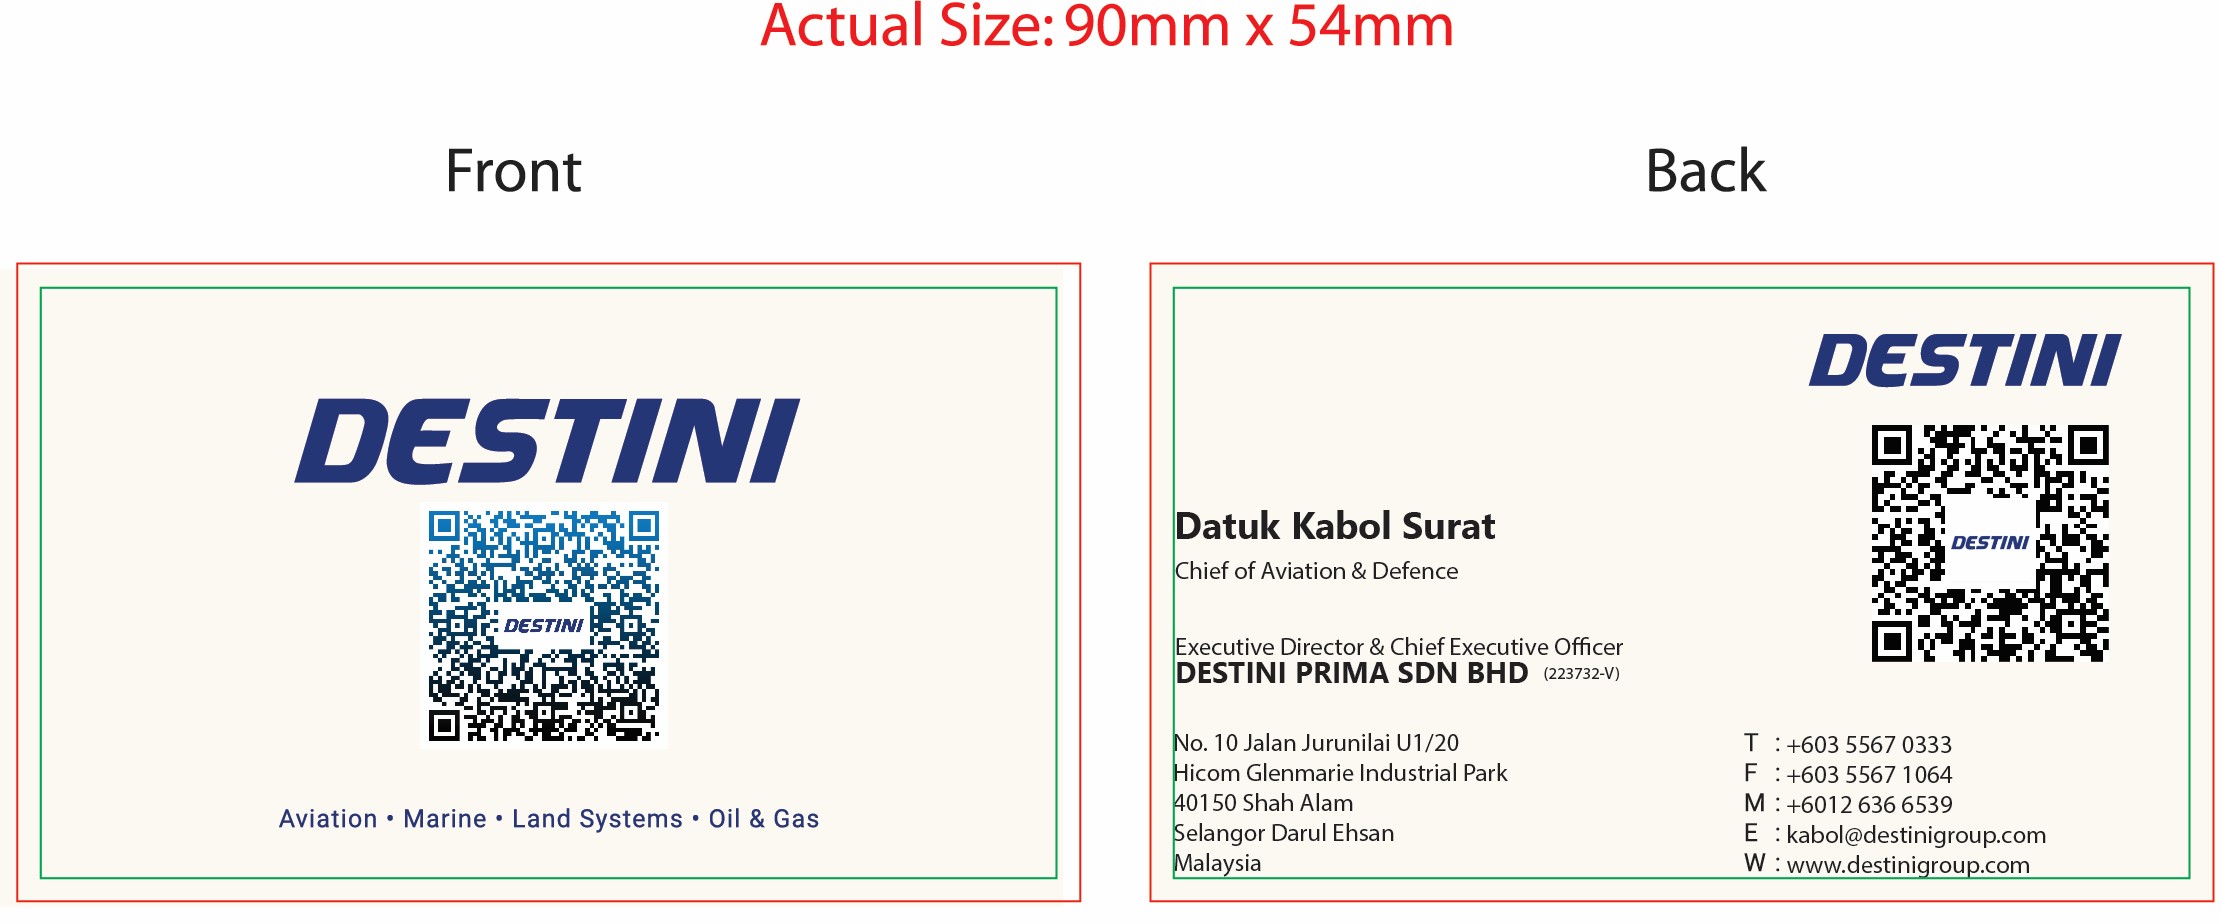 Actual Size: 90mm x 54mm
Front
Back
DESTINI
DESTINI
Aviation • Marine • Land Systems • Oil & Gas
DESTINI
DESTINI
Datuk Kabol Surat
Chief of Aviation & Defence
Executive Director & Chief Executive Officer
DESTINI PRIMA SDN BHD (223732-V)
No. 10 Jalan Jurunilai U1/20
Hicom Glenmarie Industrial Park
40150 Shah Alam
Selangor Darul Ehsan
Malaysia
T : +603 5567 0333
F : +603 5567 1064
M : +6012 636 6539
E : kabol@destinigroup.com
W : www.destinigroup.com